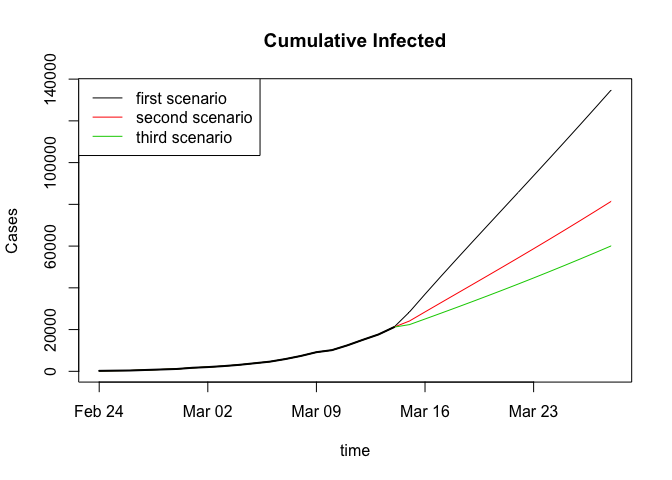 Cumulative Infected
140000
100000
60000
20000
0
Cases
first scenario
second scenario
third scenario
Feb 24
Mar 02
Mar 09
Mar 16
Mar 23
time